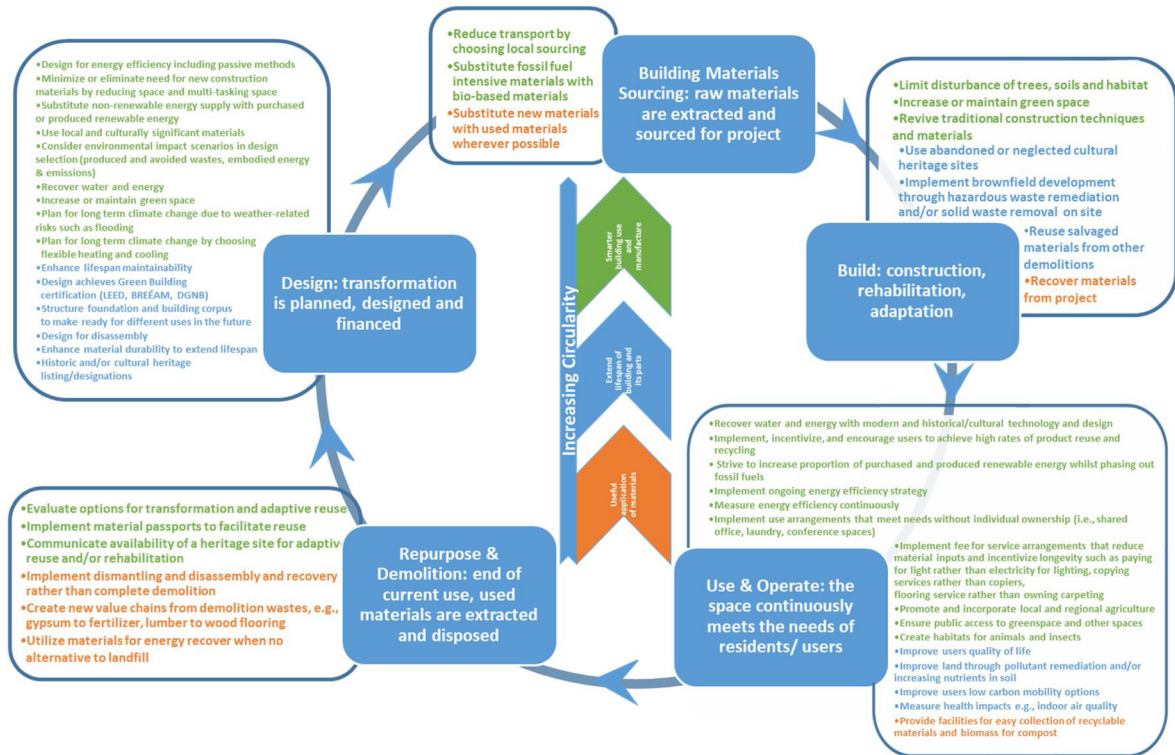 •Design for energy efficiency including passive methods
•Minimize or eliminate need for new construction
materials by reducing space and multi-tasking space
•Substitute non-renewable energy supply with purchased
or produced renewable energy
•Use local and culturally significant materials
•Consider environmental impact scenarios in design
selection (produced and avoided wastes, embodied energy
& emissions)
•Recover water and energy
•Increase or maintain green space
•Plan for long term climate change due to weather-related
risks such as flooding
•Plan for long term climate change by choosing
flexible heating and cooling
•Enhance lifespan maintainability
•Design achieves Green Building
certification (LEED, BREÉAM, DGNB)
•Structure foundation and building corpus
to make ready for different uses in the future
•Design for disassembly
•Enhance material durability to extend lifespan
•Historic and/or cultural heritage
listing/designations
Design: transformation
is planned, designed and
financed
•Reduce transport by
choosing local sourcing
•Substitute fossil fuel
intensive materials with
bio-based materials
•Substitute new materials
with used materials
wherever possible
Building Materials
Sourcing: raw materials
are extracted and
sourced for project
•Limit disturbance of trees, soils and habitat
•Increase or maintain green space
•Revive traditional construction techniques
and materials
•Use abandoned or neglected cultural
heritage sites
•Implement brownfield development
through hazardous waste remediation
and/or solid waste removal on site
•Reuse salvaged
materials from other
demolitions
•Recover materials
from project
Build: construction,
rehabilitation,
adaptation
Increasing Circularity
Smarter
building use
and
manufacture
Extend
lifespan of
building and
its parts
Useful
application
of materials
•Recover water and energy with modern and historical/cultural technology and design
•Implement, incentivize, and encourage users to achieve high rates of product reuse and
recycling
• Strive to increase proportion of purchased and produced renewable energy whilst phasing out
fossil fuels
•Implement ongoing energy efficiency strategy
•Measure energy efficiency continuously
•Implement use arrangements that meet needs without individual ownership (i.e., shared
office, laundry, conference spaces)
•Implement fee for service arrangements that reduce
material inputs and incentivize longevity such as paying
for light rather than electricity for lighting, copying
services rather than copiers,
flooring service rather than owning carpeting
•Promote and incorporate local and regional agriculture
•Ensure public access to greenspace and other spaces
•Create habitats for animals and insects
•Improve users quality of life
•Improve land through pollutant remediation and/or
increasing nutrients in soil
•Improve users low carbon mobility options
•Measure health impacts e.g., indoor air quality
•Provide facilities for easy collection of recyclable
materials and biomass for compost
Use & Operate: the
space continuously
meets the needs of
residents/ users
•Evaluate options for transformation and adaptive reuse
•Implement material passports to facilitate reuse
•Communicate availability of a heritage site for adaptive
reuse and/or rehabilitation
•Implement dismantling and disassembly and recovery
rather than complete demolition
•Create new value chains from demolition wastes, e.g.,
gypsum to fertilizer, lumber to wood flooring
•Utilize materials for energy recover when no
alternative to landfill
Repurpose &
Demolition: end of
current use, used
materials are extracted
and disposed